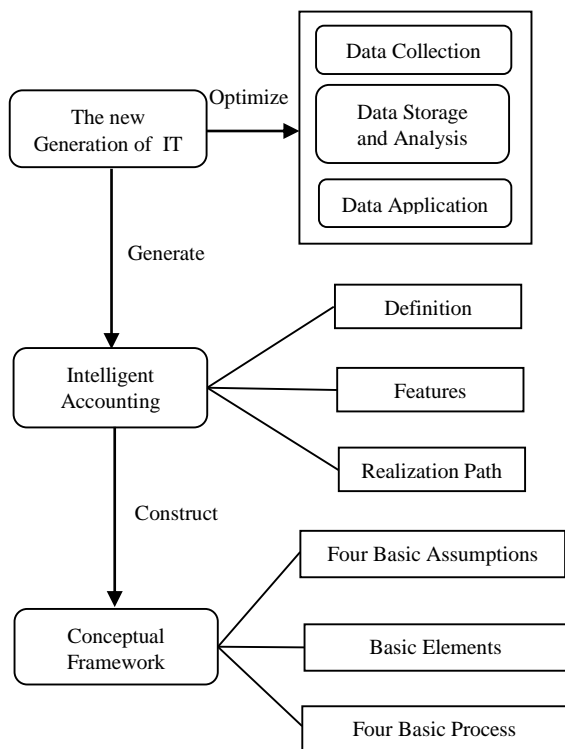 Data Collection
Optimize
The new
Generation of IT
Data Storage
and Analysis
Data Application
Generate
Definition
Intelligent
Accounting
Features
Realization Path
Construct
Four Basic Assumptions
Conceptual
Framework
Basic Elements
Four Basic Process